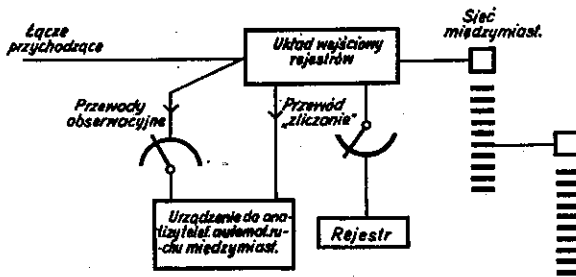 Łącze
przychodzące
Układ wejściowy
rejestrów
Sieć
międzymiast.
Przewody
obserwacyjne
Przewód
„zliczanie"
Urządzenie do ana-
lizy telef. automat. ru-
chu międzymiast.
Rejestr